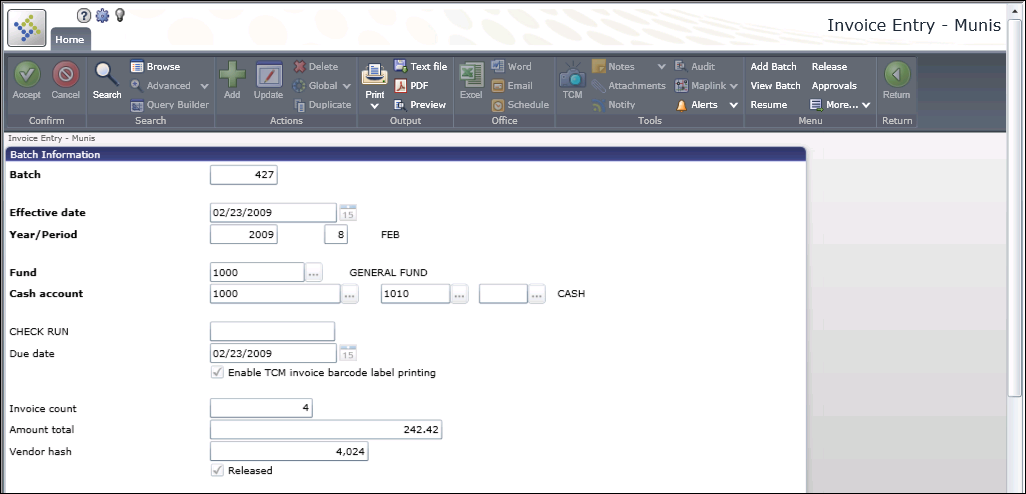 Invoice Entry - Munis
Home
Accept Cancel Search Browse Advanced Query Builder Add Update Delete Global Duplicate Print Text file PDF Preview Excel Word Email Schedule TCM Notes Attachments Notify Audit Maplink Alerts Add Batch View Batch Resume Release Approvals More... Return
Confirm Search Actions Output Office Tools Menu Return
Invoice Entry - Munis
Batch Information
Batch 427
Effective date 02/23/2009 15
Year/Period 2009 8 FEB
Fund 1000 ... GENERAL FUND
Cash account 1000 ... 1010 ... ... CASH
CHECK RUN
Due date 02/23/2009 15
Enable TCM invoice barcode label printing
Invoice count 4
Amount total 242.42
Vendor hash 4,024
Released